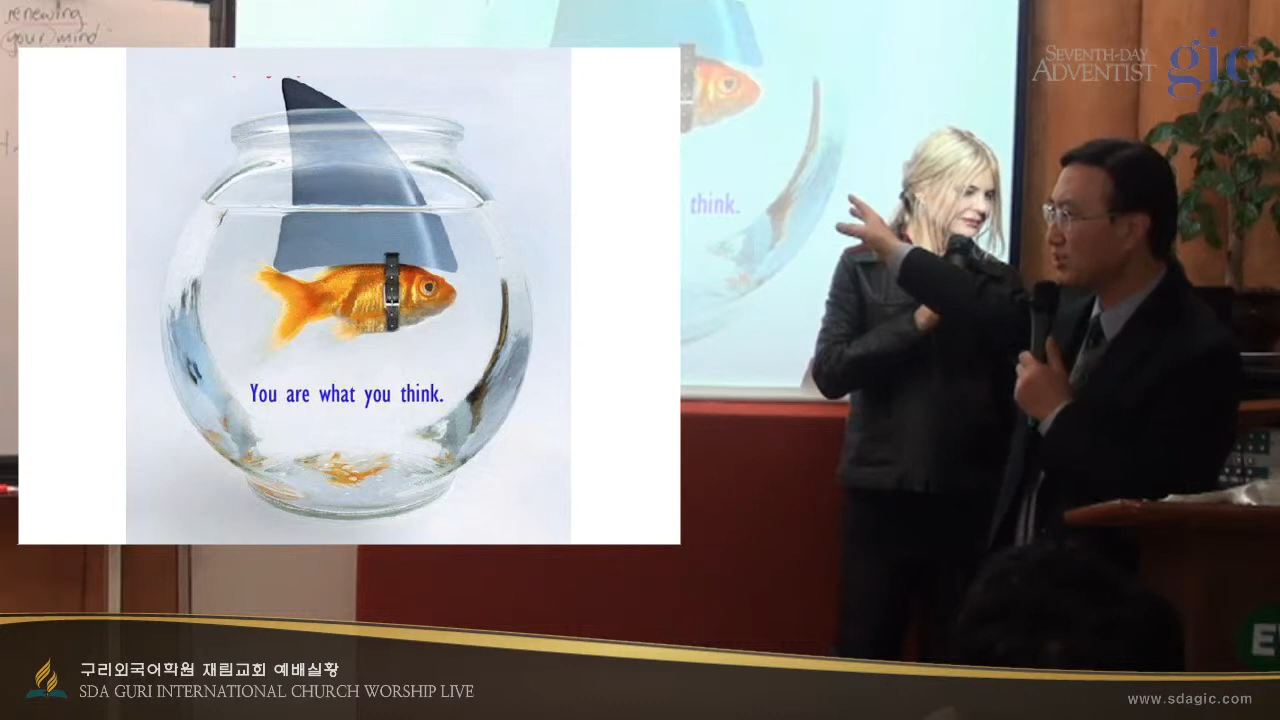 renewing
your mind
SEVENTH-DAY
ADVENTIST gic
think.
You are what you think.
구리외국어학원 재림교회 예배실황
SDA GURI INTERNATIONAL CHURCH WORSHIP LIVE
www.sdagic.com